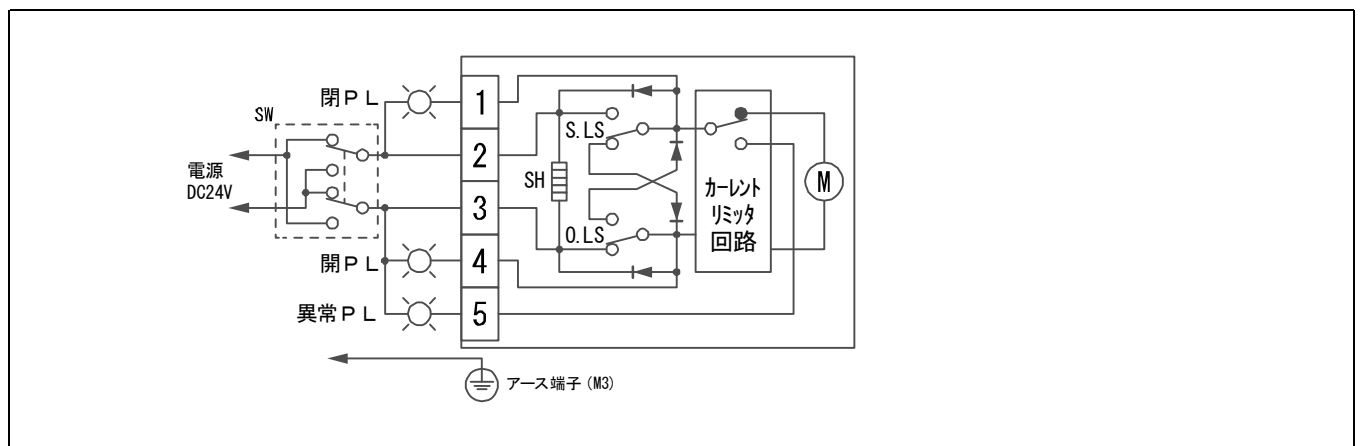 閉ＰＬ
SW
電源
DC24V
開ＰＬ
異常ＰＬ
1
2
3
4
5
S.LS
SH
O.LS
カーレント
リミッタ
回路
M
アース端子 (M3)